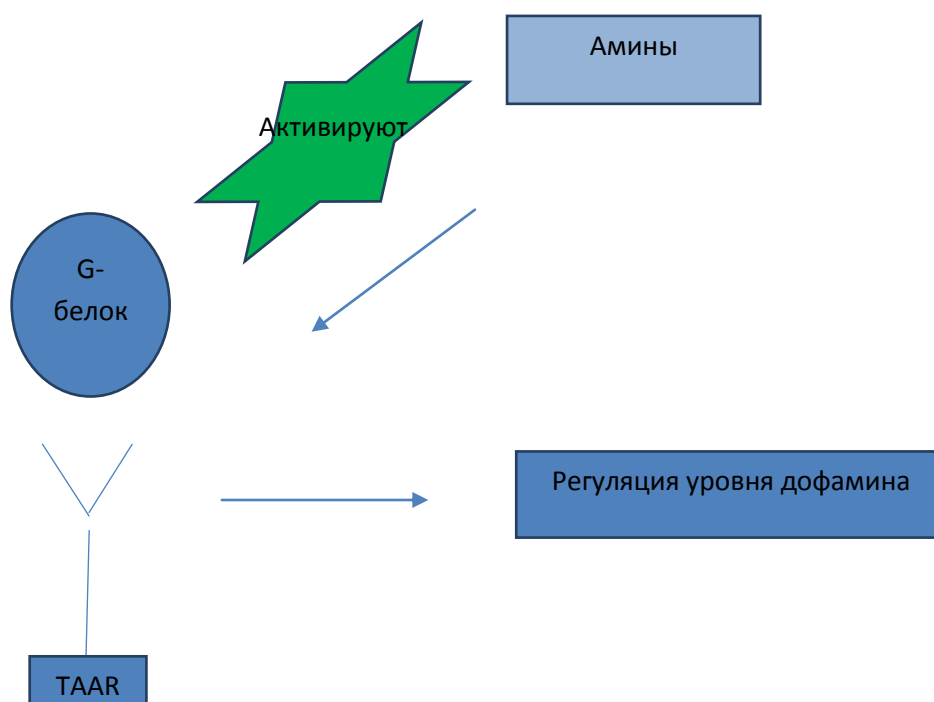 Амины
Активируют
G-
белок
Регуляция уровня дофамина
TAAR